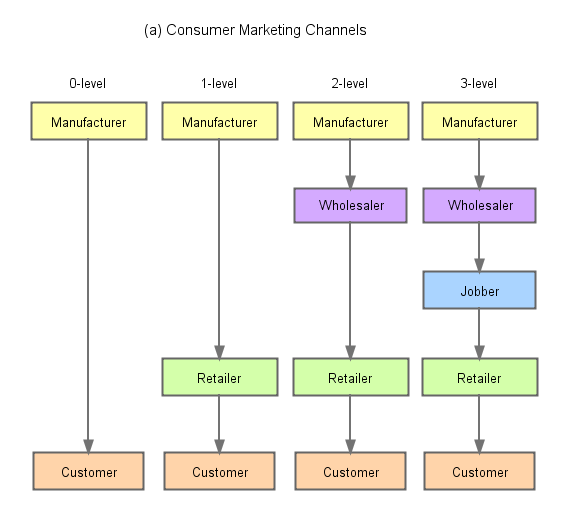 (a) Consumer Marketing Channels
0-level
1-level
2-level
3-level
Manufacturer
Manufacturer
Manufacturer
Manufacturer
Wholesaler
Wholesaler
Jobber
Retailer
Retailer
Retailer
Customer
Customer
Customer
Customer